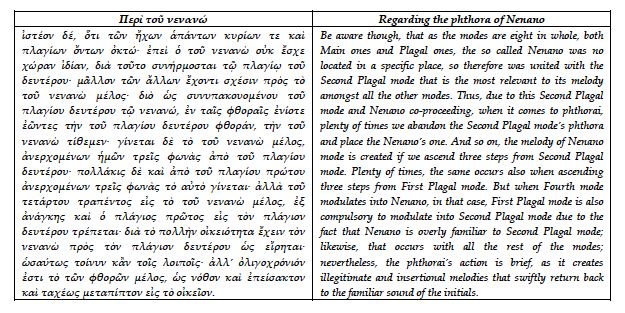 Περὶ τοῦ νενανώ
ἰστέον δέ, ὅτι τῶν ἤχων ἁπάντων κυρίων τε καὶ
πλαγίων ὄντων ὀκτώ· ἐπεὶ ὁ τοῦ νενανὼ οὐκ ἔσχε
χώραν ἰδίαν, διὰ τοῦτο συνήρμοσται τῷ πλαγίῳ τοῦ
δευτέρου· μᾶλλον τῶν ἄλλων ἔχοντι σχέσιν πρὸς τὸ
τοῦ νενανὼ μέλος· διὸ ὡς συνυπακουομένου τοῦ
πλαγίου δευτέρου τῷ νενανώ, ἐν ταῖς φθοραῖς ἐνίοτε
ἐῶντες τὴν τοῦ πλαγίου δευτέρου φθοράν, τὴν τοῦ
νενανὼ τίθεμεν· γίνεται δὲ τὸ τοῦ νενανὼ μέλος,
ἀνερχομένων ἡμῶν τρεῖς φωνὰς ἀπὸ τοῦ πλαγίου
δευτέρου· πολλάκις δὲ καὶ ἀπὸ τοῦ πλαγίου πρώτου
ἀνερχομένων τρεῖς φωνὰς τὸ αὐτὸ γίνεται· ἀλλὰ τοῦ
τετάρτου τραπέντος εἰς τὸ τοῦ νενανὼ μέλος, ἐξ
ἀνάγκης καὶ ὁ πλάγιος πρῶτος εἰς τὸν πλάγιον
δευτέρου τρέπεται· διὰ τὸ πολλὴν οἰκειότητα ἔχειν τὸν
νενανὼ πρὸς τὸν πλάγιον δευτέρου ὡς εἴρηται·
ὡσαύτως τοίνυν κἂν τοῖς λοιποῖς· ἀλλ' ὀλιγοχρόνιόν
ἐστι τὸ τῶν φθορῶν μέλος, ὡς νόθον καὶ ἐπείσακτον
καὶ ταχέως μεταπίπτον εἰς τὸ οἰκεῖον.
Regarding the phthora of Nenano
Be aware though, that as the modes are eight in whole, both
Main ones and Plagal ones, the so called Nenano was no
located in a specific place, so therefore was united with the
Second Plagal mode that is the most relevant to its melody
amongst all the other modes. Thus, due to this Second Plagal
mode and Nenano co-proceeding, when it comes to phthorai,
plenty of times we abandon the Second Plagal mode's phthora
and place the Nenano's one. And so on, the melody of Nenano
mode is created if we ascend three steps from Second Plagal
mode. Plenty of times, the same occurs also when ascending
three steps from First Plagal mode. But when Fourth mode
modulates into Nenano, in that case, First Plagal mode is also
compulsory to modulate into Second Plagal mode due to the
fact that Nenano is overly familiar to Second Plagal mode;
likewise, that occurs with all the rest of the modes;
nevertheless, the phthorai's action is brief, as it creates
illegitimate and insertional melodies that swiftly return back
to the familiar sound of the initials.